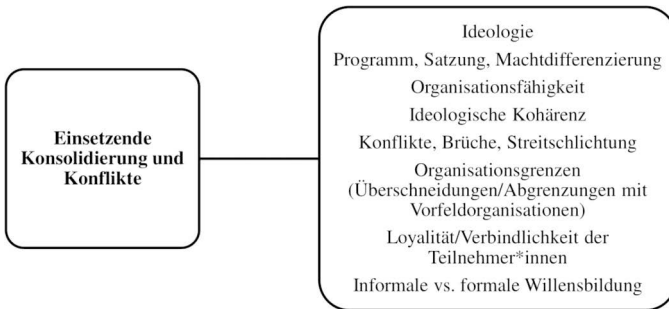 Einsetzende
Konsolidierung und
Konflikte
Ideologie
Programm, Satzung, Machtdifferenzierung
Organisationsfähigkeit
Ideologische Kohärenz
Konflikte, Brüche, Streitschlichtung
Organisationsgrenzen
(Überschneidungen/Abgrenzungen mit
Vorfeldorganisationen)
Loyalität/Verbindlichkeit der
Teilnehmer*innen
Informale vs. formale Willensbildung